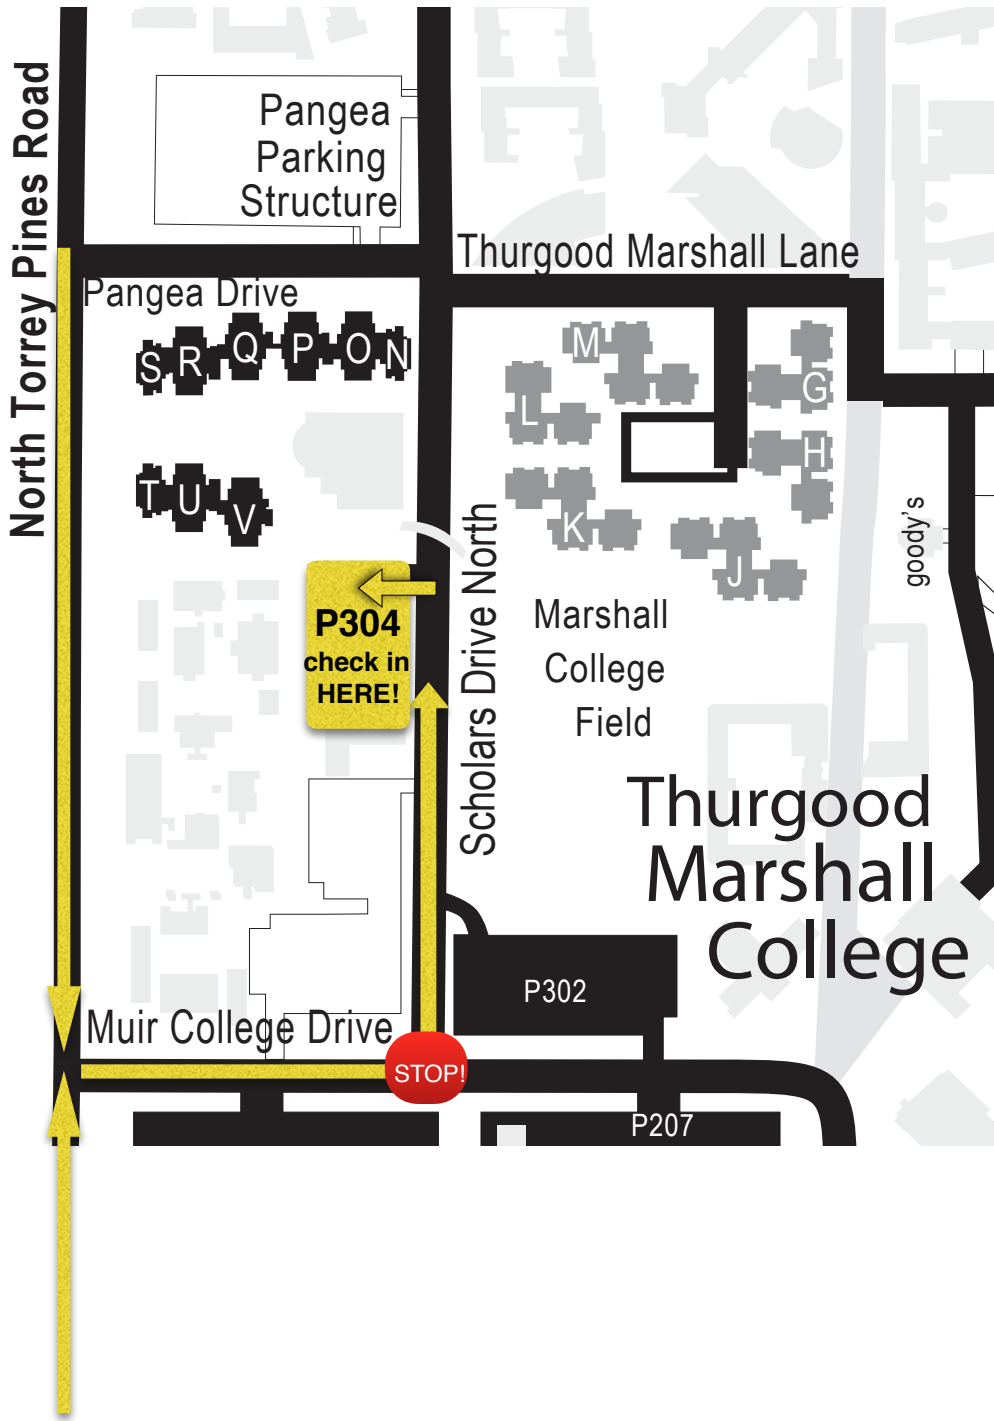 North Torrey Pines Road
Pangea
Parking
Structure
Thurgood Marshall Lane
Pangea Drive
S
R
Q
P
O
N
M
G
L
H
T
U
V
K
J
goody's
Scholars Drive North
P304
check in
HERE!
Marshall
College
Field
Thurgood
Marshall
College
P302
Muir College Drive
STOP!
P207